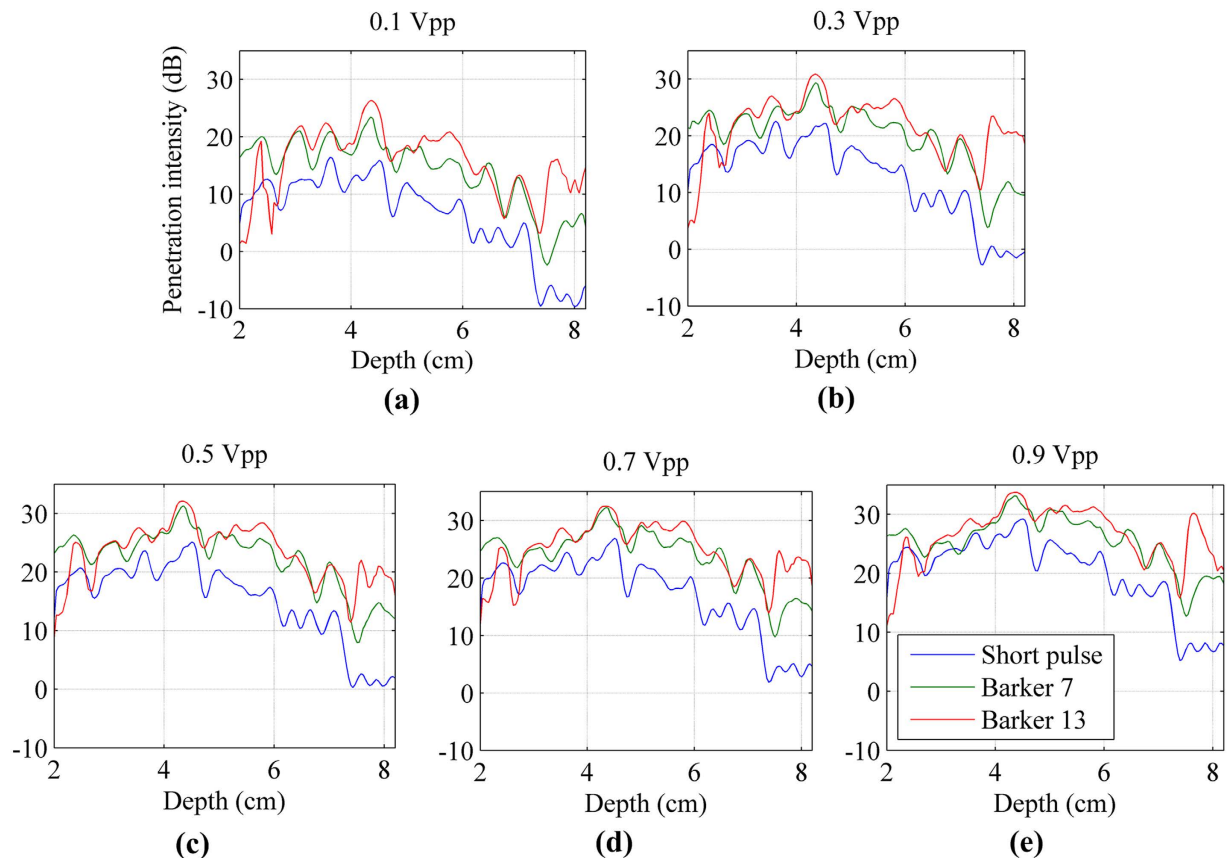 0.1 Vpp
0.3 Vpp
Penetration intensity (dB)
30
20
10
0
-10
2 4 6 8
Depth (cm)
(a)
30
20
10
0
-10
2 4 6 8
Depth (cm)
(b)
0.5 Vpp
0.7 Vpp
0.9 Vpp
30
20
10
0
-10
2 4 6 8
Depth (cm)
(c)
30
20
10
0
-10
2 4 6 8
Depth (cm)
(d)
30
20
10
0
-10
2 4 6 8
Short pulse
Barker 7
Barker 13
Depth (cm)
(e)